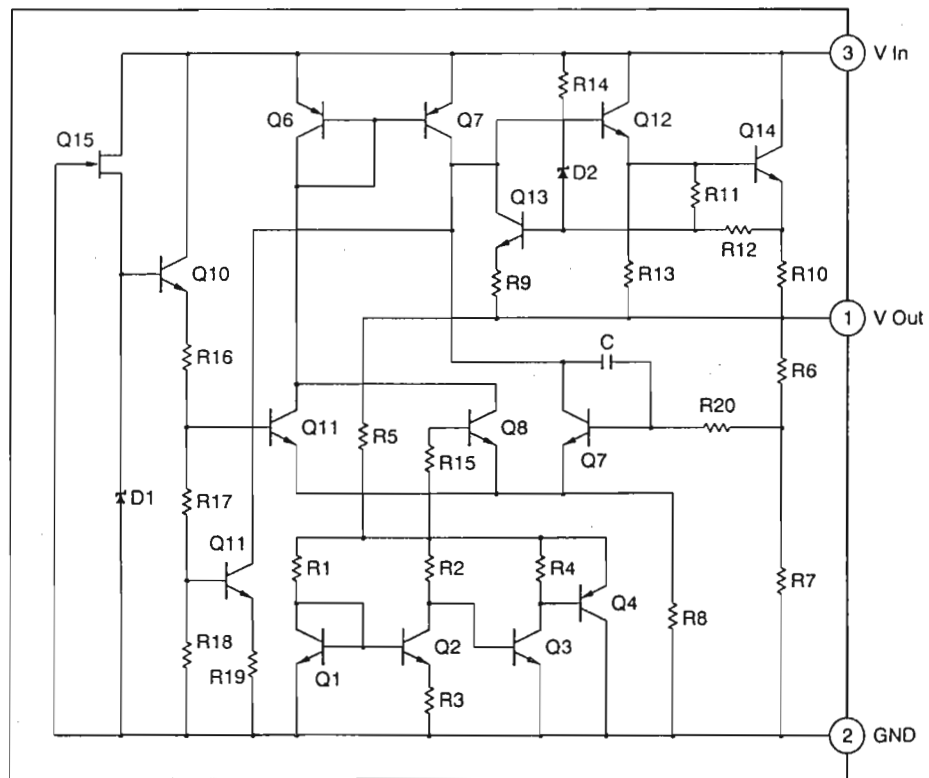 3 V In
R14
Q6 Q7 Q12
Q14
Q15
D2
R11
Q13
R12
Q10 R9 R13 R10
1 V Out
C
R16 R6
R20
Q11 R5 Q8
R15 Q7
D1 R17
Q11
R1 R2 R4 R7
Q4
R8
R18 Q2 Q3
R19 Q1
R3
2 GND